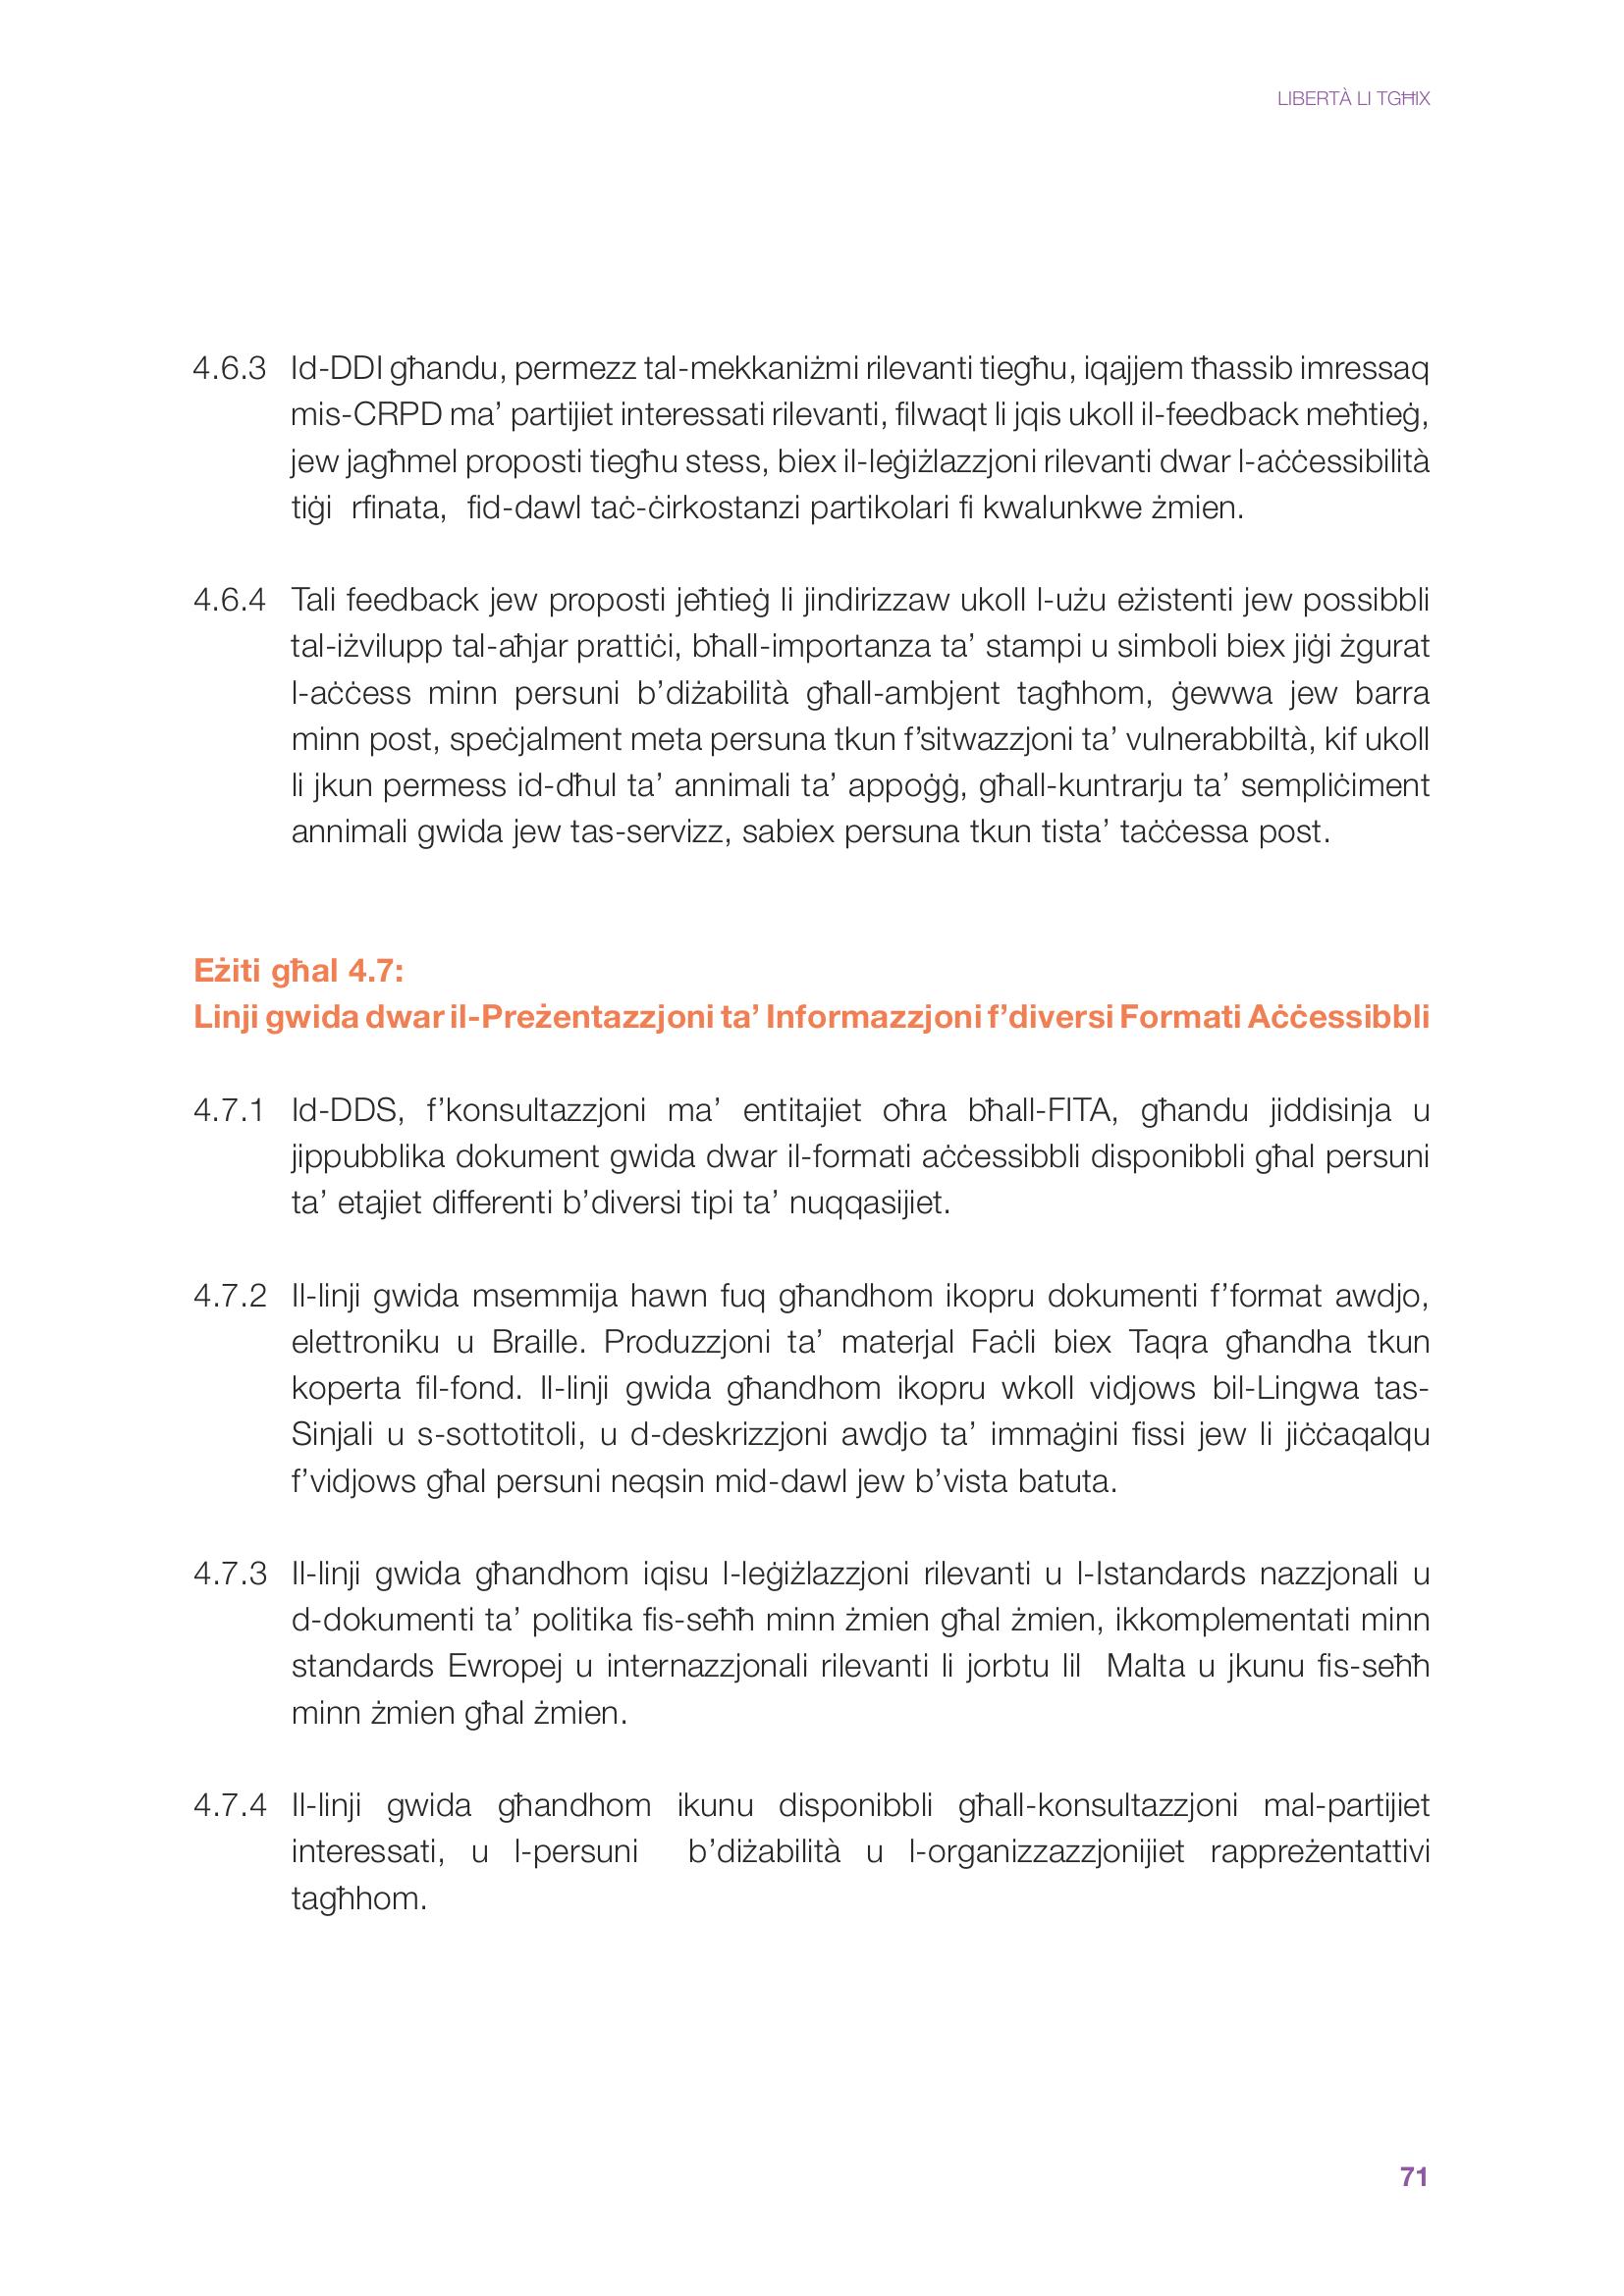 LIBERTÀ LI TGĦIX
4.6.3 Id-DDI għandu, permezz tal-mekkaniżmi rilevanti tiegħu, iqajjem tħassib imressaq
mis-CRPD ma’ partijiet interessati rilevanti, filwaqt li jqis ukoll il-feedback meħtieġ,
jew jagħmel proposti tiegħu stess, biex il-leġiżlazzjoni rilevanti dwar l-aċċessibilità
tiġi rfinata, fid-dawl taċ-ċirkostanzi partikolari fi kwalunkwe żmien.
4.6.4 Tali feedback jew proposti jeħtieġ li jindirizzaw ukoll l-użu eżistenti jew possibbli
tal-iżvilupp tal-aħjar prattiċi, bħall-importanza ta’ stampi u simboli biex jiġi żgurat
l-aċċess minn persuni b’diżabilità għall-ambjent tagħhom, ġewwa jew barra
minn post, speċjalment meta persuna tkun f’sitwazzjoni ta’ vulnerabbiltà, kif ukoll
li jkun permess id-dħul ta’ annimali ta’ appoġġ, għall-kuntrarju ta’ sempliċiment
annimali gwida jew tas-servizz, sabiex persuna tkun tista’ taċċessa post.
Eżiti għal 4.7:
Linji gwida dwar il-Preżentazzjoni ta’ Informazzjoni f’diversi Formati Aċċessibbli
4.7.1 Id-DDS, f’konsultazzjoni ma’ entitajiet oħra bħall-FITA, għandu jiddisinja u
jippubblika dokument gwida dwar il-formati aċċessibbli disponibbli għal persuni
ta’ etajiet differenti b’diversi tipi ta’ nuqqasijiet.
4.7.2 Il-linji gwida msemmija hawn fuq għandhom ikopru dokumenti f’format awdjo,
elettroniku u Braille. Produzzjoni ta’ materjal Faċli biex Taqra għandha tkun
koperta fil-fond. Il-linji gwida għandhom ikopru wkoll vidjows bil-Lingwa tas-
Sinjali u s-sottotitoli, u d-deskrizzjoni awdjo ta’ immaġini fissi jew li jiċċaqalqu
f’vidjows għal persuni neqsin mid-dawl jew b’vista batuta.
4.7.3 Il-linji gwida għandhom iqisu l-leġiżlazzjoni rilevanti u l-Istandards nazzjonali u
d-dokumenti ta’ politika fis-seħħ minn żmien għal żmien, ikkomplementati minn
standards Ewropej u internazzjonali rilevanti li jorbtu lil Malta u jkunu fis-seħħ
minn żmien għal żmien.
4.7.4 Il-linji gwida għandhom ikunu disponibbli għall-konsultazzjoni mal-partijiet
interessati, u l-persuni b’diżabilità u l-organizzazzjonijiet rappreżentattivi
tagħhom.
71